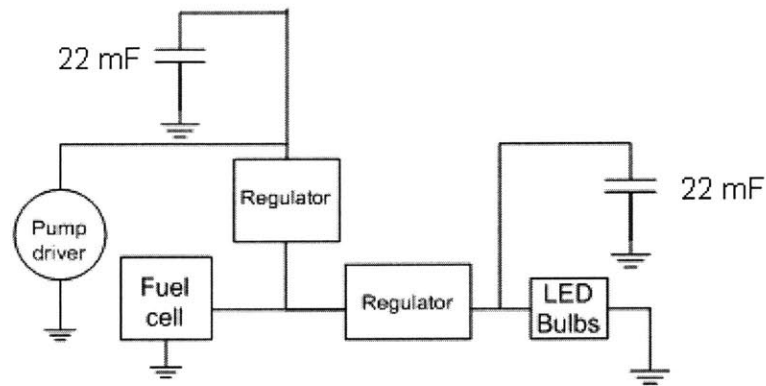 22 mF
Regulator
22 mF
Pump
driver
Fuel
cell
Regulator
LED
Bulbs